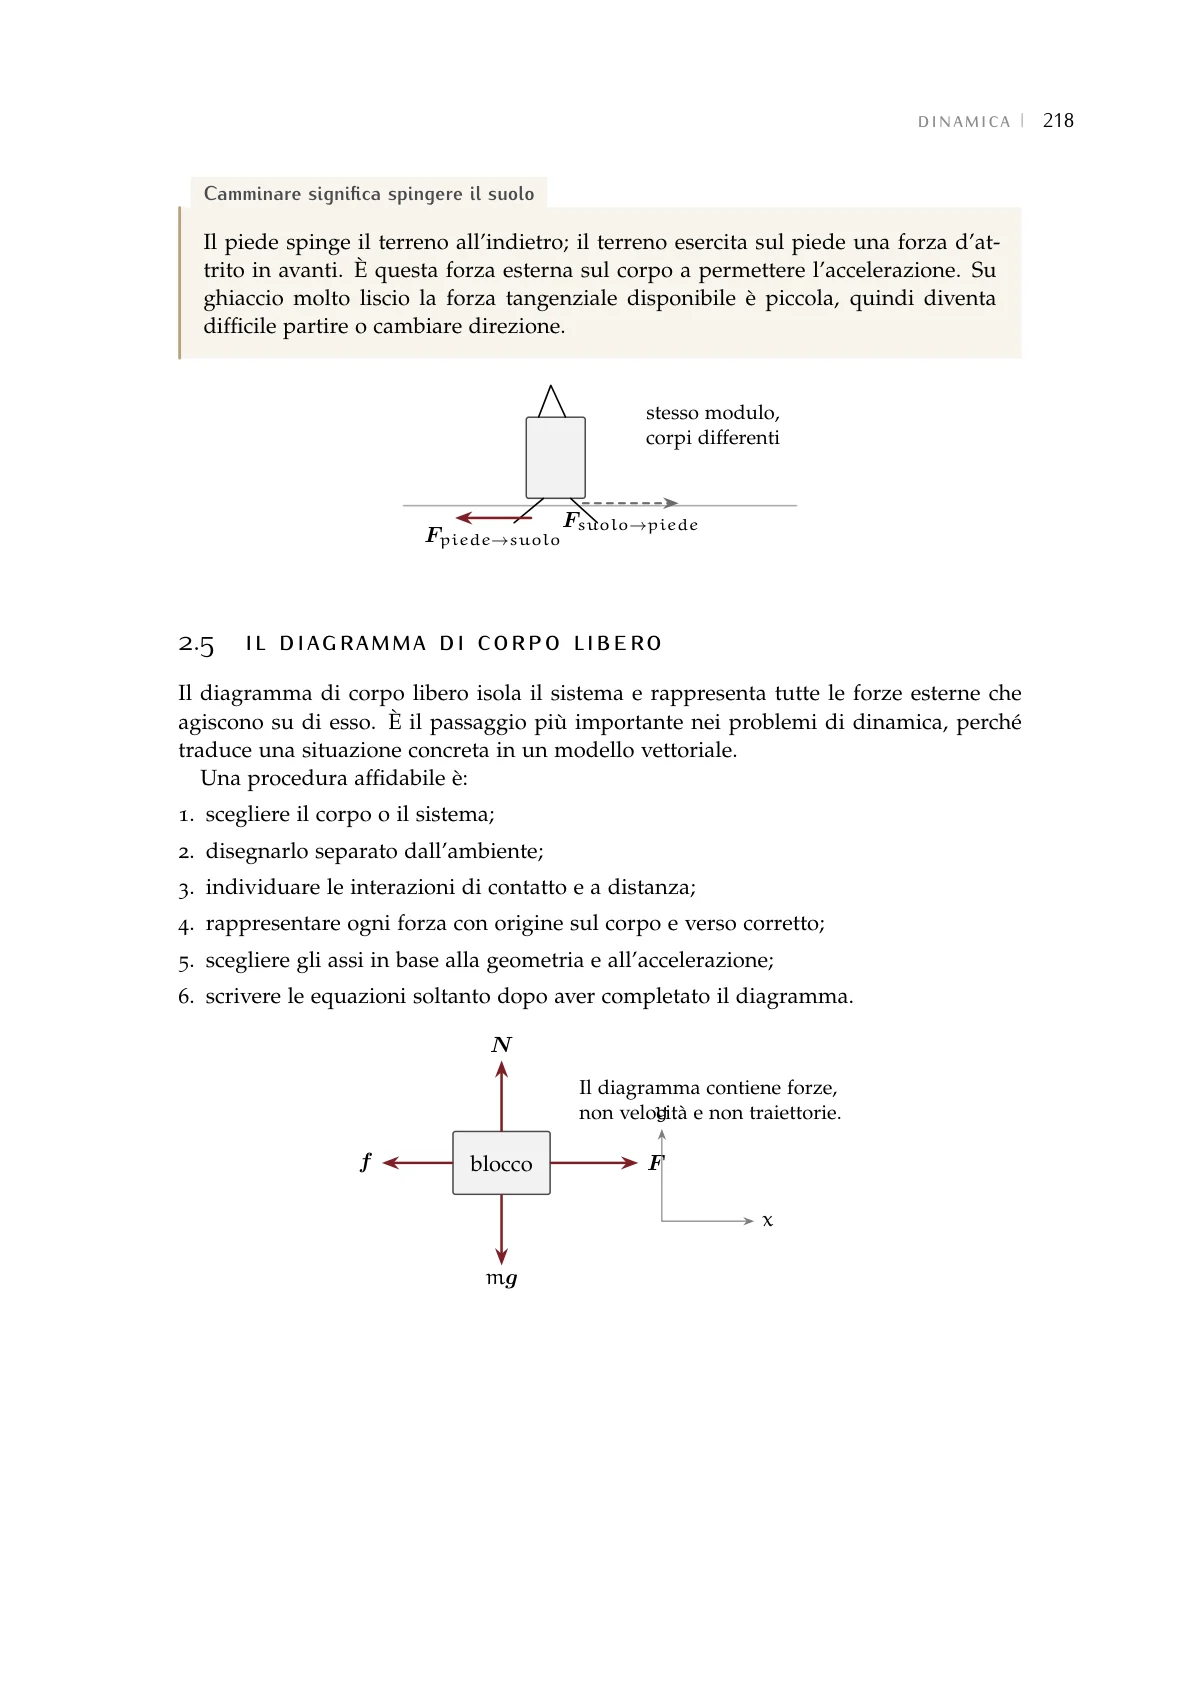 DINAMICA | 218
Camminare significa spingere il suolo
Il piede spinge il terreno all'indietro; il terreno esercita sul piede una forza d'at-
trito in avanti. È questa forza esterna sul corpo a permettere l'accelerazione. Su
ghiaccio molto liscio la forza tangenziale disponibile è piccola, quindi diventa
difficile partire o cambiare direzione.
stesso modulo,
corpi differenti
F suolo→piede
F piede→suolo
2.5 IL DIAGRAMMA DI CORPO LIBERO
Il diagramma di corpo libero isola il sistema e rappresenta tutte le forze esterne che
agiscono su di esso. È il passaggio più importante nei problemi di dinamica, perché
traduce una situazione concreta in un modello vettoriale.
Una procedura affidabile è:
1. scegliere il corpo o il sistema;
2. disegnarlo separato dall'ambiente;
3. individuare le interazioni di contatto e a distanza;
4. rappresentare ogni forza con origine sul corpo e verso corretto;
5. scegliere gli assi in base alla geometria e all'accelerazione;
6. scrivere le equazioni soltanto dopo aver completato il diagramma.
N
Il diagramma contiene forze,
non velocità e non traiettorie.
y
f
blocco
F
x
mg